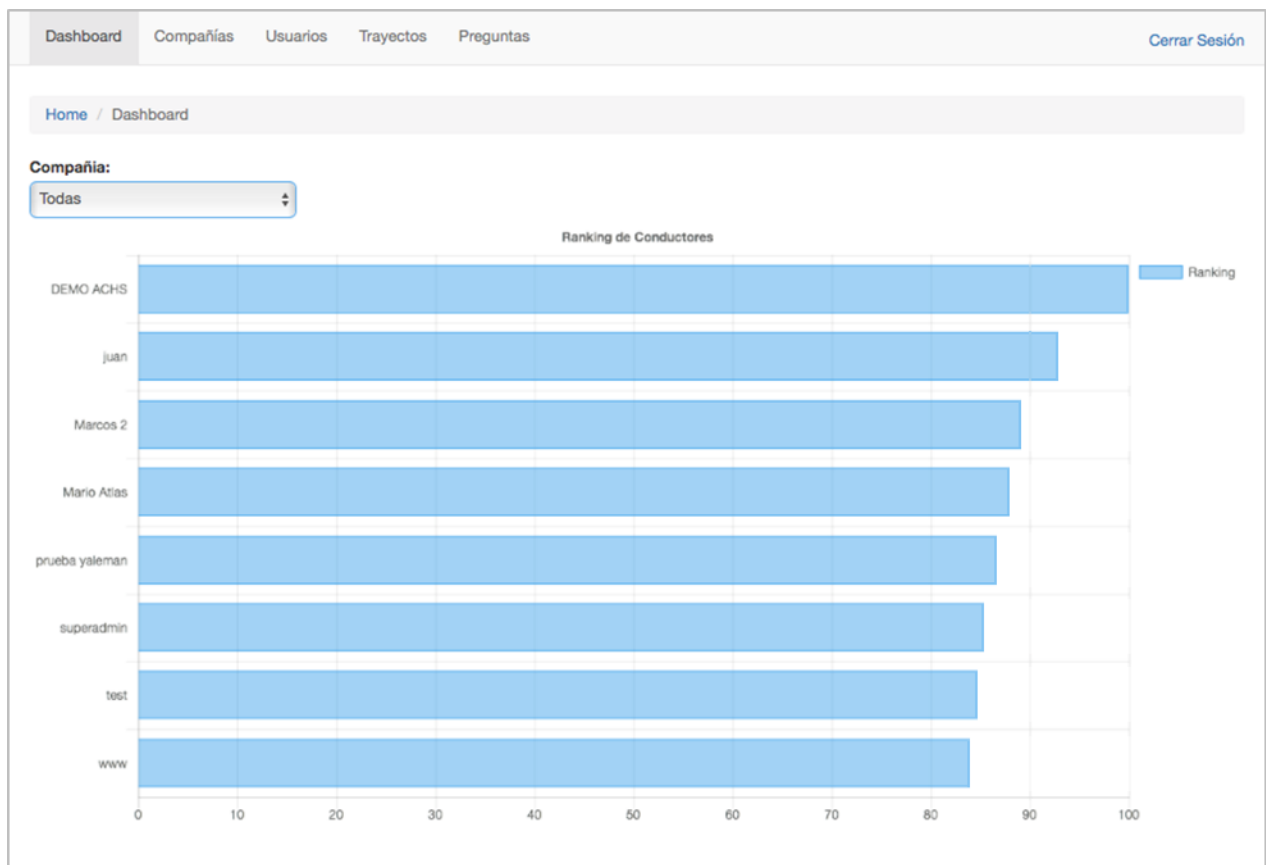 Dashboard Compañías Usuarios Trayectos Preguntas Cerrar Sesión
Home / Dashboard
Compañia:
Todas
Ranking de Conductores
Ranking
DEMO ACHS
juan
Marcos 2
Mario Atlas
prueba yaleman
superadmin
test
www
0 10 20 30 40 50 60 70 80 90 100